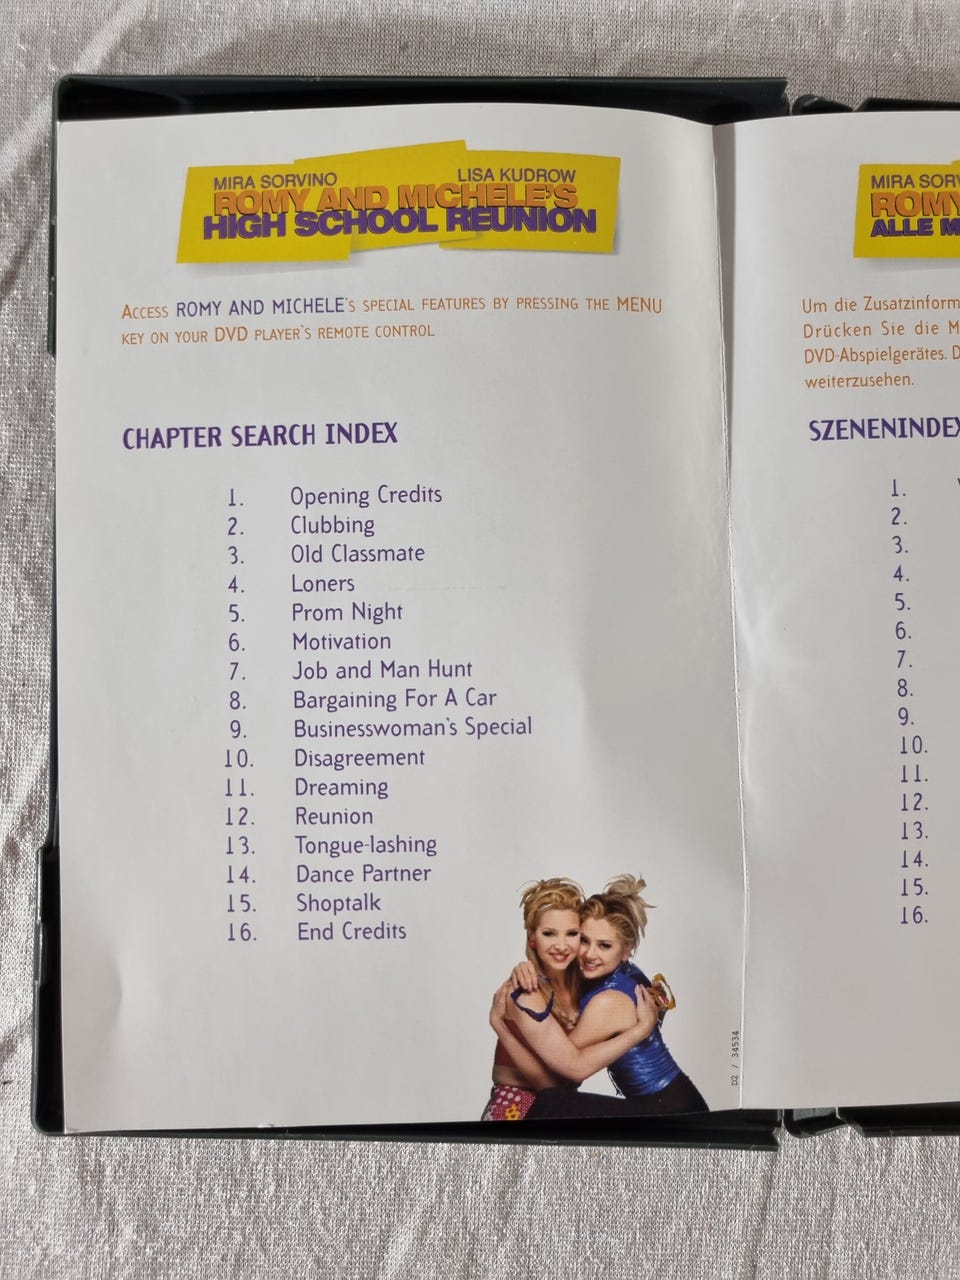 MIRA SORVINO LISA KUDROW
ROMY AND MICHELE'S
HIGH SCHOOL REUNION
Access ROMY AND MICHELE's special features by pressing the MENU
key on your DVD player's remote control
CHAPTER SEARCH INDEX
1. Opening Credits
2. Clubbing
3. Old Classmate
4. Loners
5. Prom Night
6. Motivation
7. Job and Man Hunt
8. Bargaining For A Car
9. Businesswoman's Special
10. Disagreement
11. Dreaming
12. Reunion
13. Tongue-lashing
14. Dance Partner
15. Shoptalk
16. End Credits
D2 / 34534
MIRA
ROMY
ALLE
Um die Zusatzinform
Drücken Sie die M
DVD-Abspielgerätes. D
weiterzusehen.
SZENENINDEX
1.
2.
3.
4.
5.
6.
7.
8.
9.
10.
11.
12.
13.
14.
15.
16.